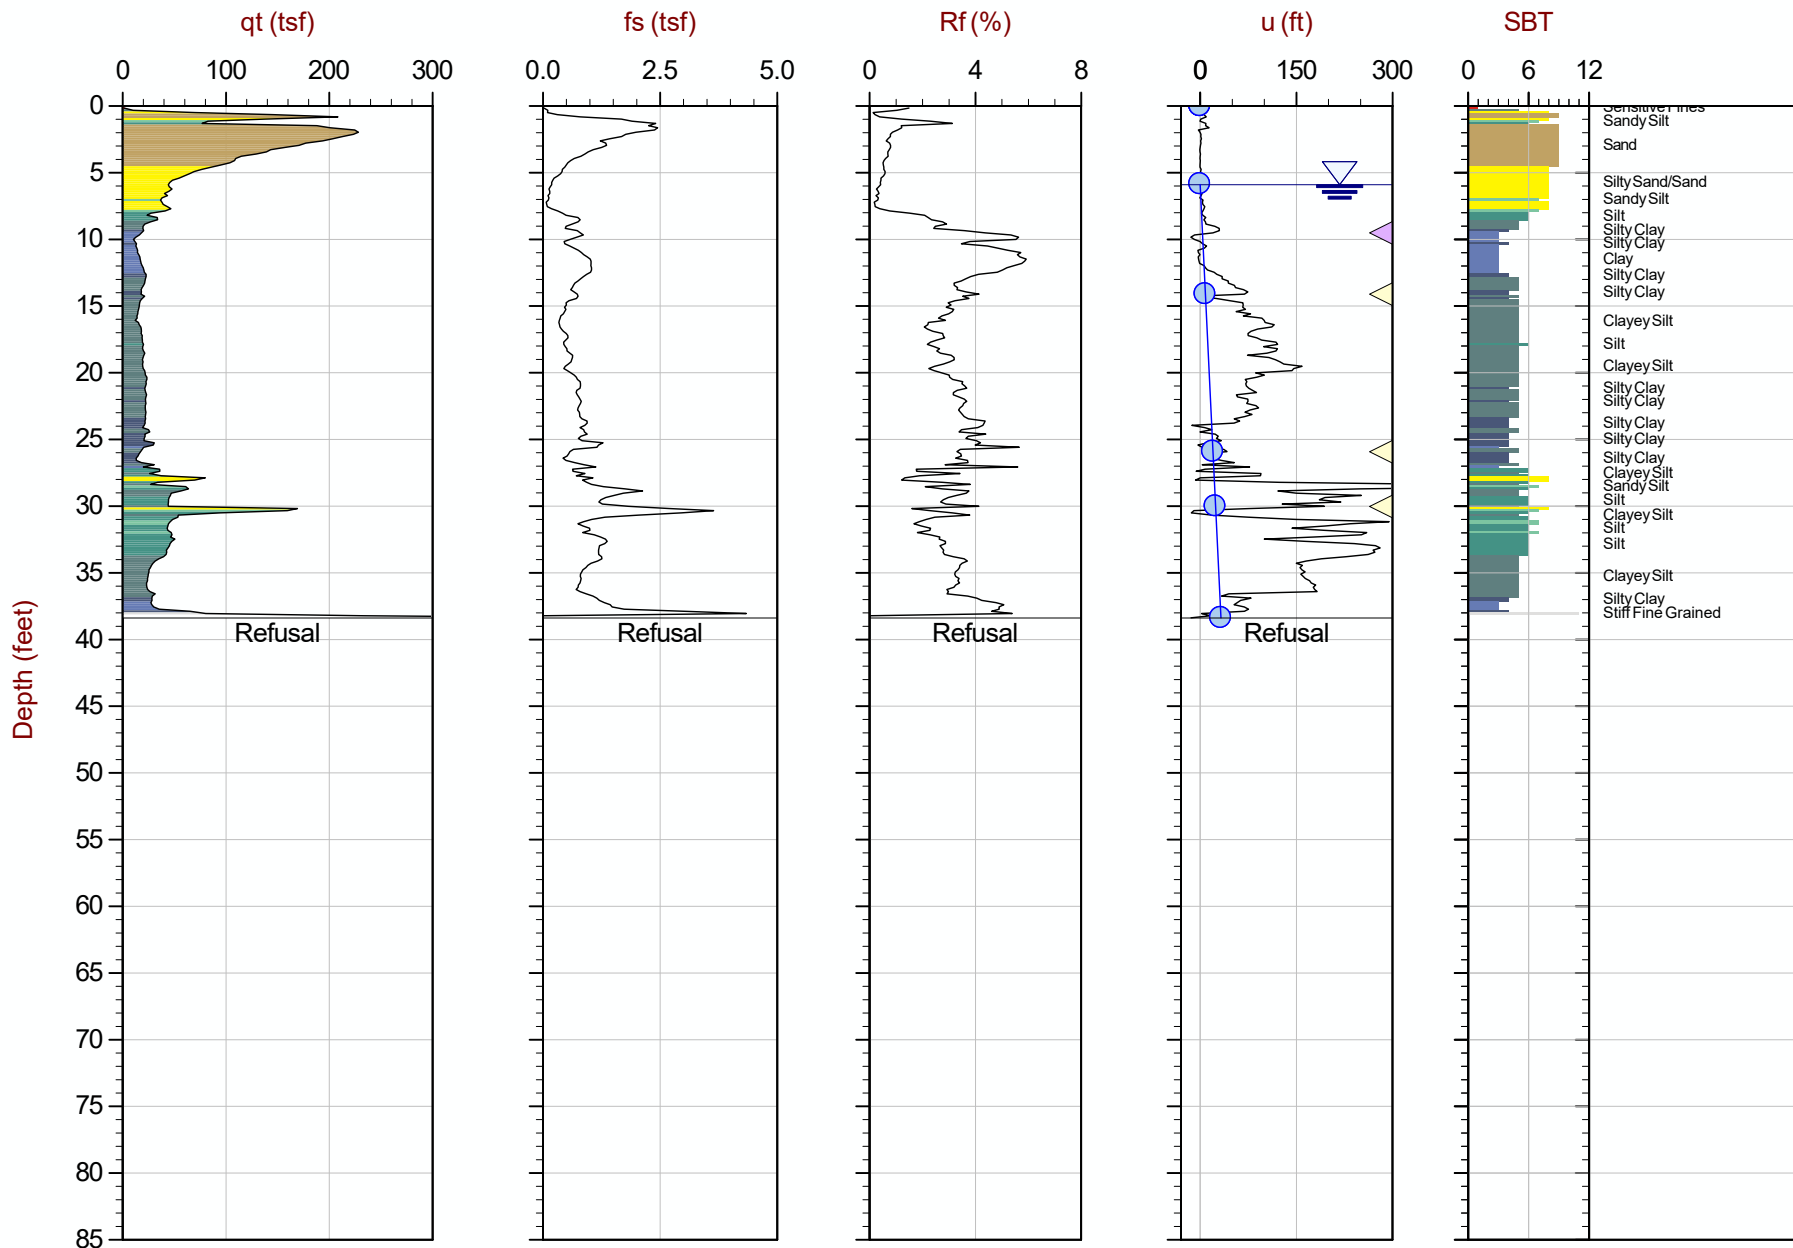 qt (tsf) fs (tsf) Rf (%) u (ft) SBT
0 100 200 300 0.0 2.5 5.0 0 4 8 0 150 300 0 6 12
0
Sensitive Fines
Sandy Silt
Sand
5
Silty Sand/Sand
Sandy Silt
Silt
Silty Clay
10
Silty Clay
Clay
Silty Clay
Silty Clay
15
Clayey Silt
Silt
Clayey Silt
20
Silty Clay
Silty Clay
Silty Clay
25
Silty Clay
Silty Clay
Clayey Silt
Sandy Silt
Silt
30
Clayey Silt
Silt
Silt
35
Clayey Silt
Silty Clay
Stiff Fine Grained
Refusal Refusal Refusal Refusal
40
45
50
55
60
65
70
75
80
85
Depth (feet)